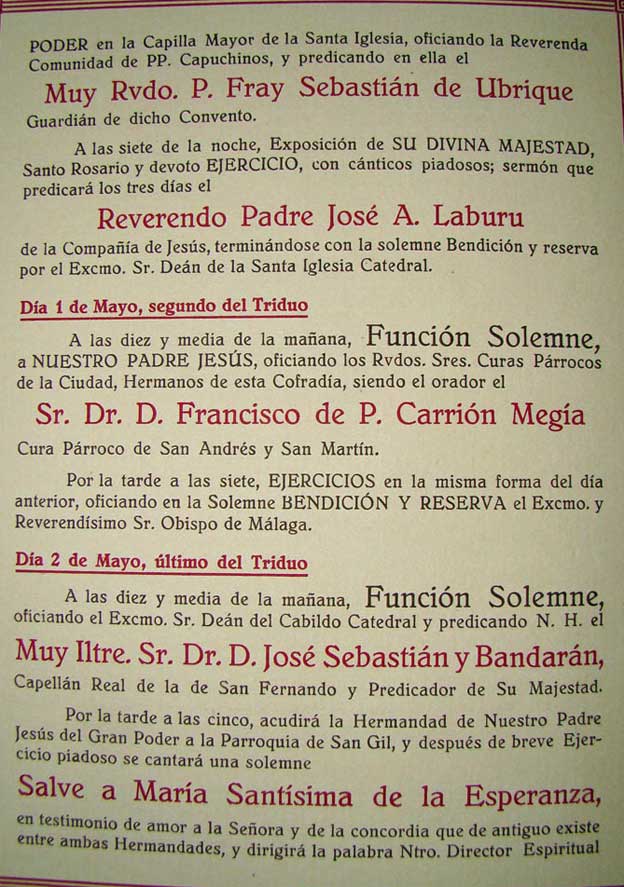 PODER en la Capilla Mayor de la Santa Iglesia, oficiando la Reverenda
Comunidad de PP. Capuchinos, y predicando en ella el
Muy Rvdo. P. Fray Sebastián de Ubrique
Guardián de dicho Convento.
A las siete de la noche, Exposición de SU DIVINA MAJESTAD,
Santo Rosario y devoto EJERCICIO, con cánticos piadosos; sermón que
predicará los tres días el
Reverendo Padre José A. Laburu
de la Compañía de Jesús, terminándose con la solemne Bendición y reserva
por el Excmo. Sr. Deán de la Santa Iglesia Catedral.
Día 1 de Mayo, segundo del Triduo
A las diez y media de la mañana, Función Solemne,
a NUESTRO PADRE JESÚS, oficiando los Rvdos. Sres. Curas Párrocos
de la Ciudad, Hermanos de esta Cofradía, siendo el orador el
Sr. Dr. D. Francisco de P. Carrión Megía
Cura Párroco de San Andrés y San Martín.
Por la tarde a las siete, EJERCICIOS en la misma forma del día
anterior, oficiando en la Solemne BENDICIÓN Y RESERVA el Excmo. y
Reverendísimo Sr. Obispo de Málaga.
Día 2 de Mayo, último del Triduo
A las diez y media de la mañana, Función Solemne,
oficiando el Excmo. Sr. Deán del Cabildo Catedral y predicando N. H. el
Muy Iltre. Sr. Dr. D. José Sebastián y Bandarán,
Capellán Real de la de San Fernando y Predicador de Su Majestad.
Por la tarde a las cinco, acudirá la Hermandad de Nuestro Padre
Jesús del Gran Poder a la Parroquia de San Gil, y después de breve Ejer-
cicio piadoso se cantará una solemne
Salve a María Santísima de la Esperanza,
en testimonio de amor a la Señora y de la concordia que de antiguo existe
entre ambas Hermandades, y dirigirá la palabra Ntro. Director Espiritual